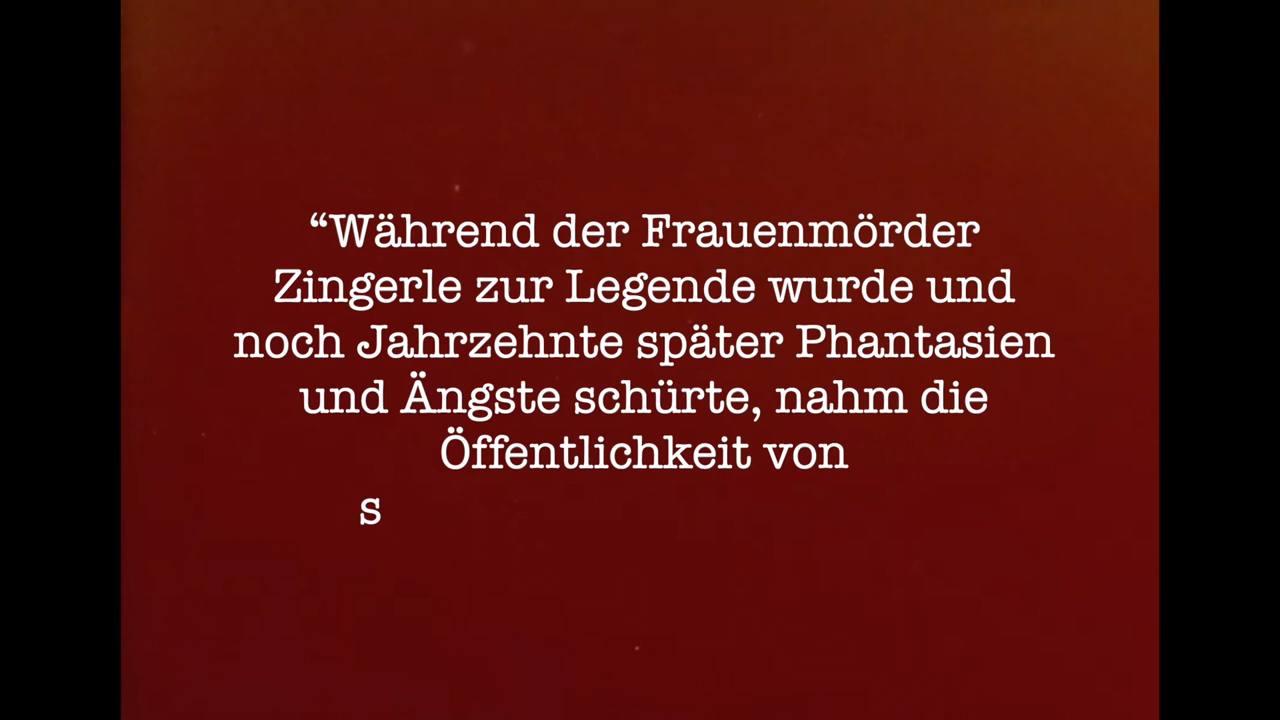 “Während der Frauenmörder
Zingerle zur Legende wurde und
noch Jahrzehnte später Phantasien
und Ängste schürte, nahm die
Öffentlichkeit von
s